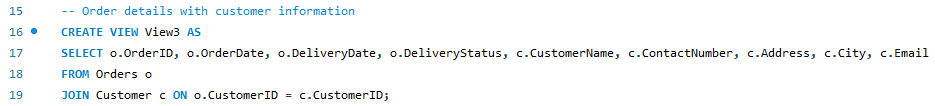 15 -- Order details with customer information
16 CREATE VIEW View3 AS
17 SELECT o.OrderID, o.OrderDate, o.DeliveryDate, o.DeliveryStatus, c.CustomerName, c.ContactNumber, c.Address, c.City, c.Email
18 FROM Orders o
19 JOIN Customer c ON o.CustomerID = c.CustomerID;